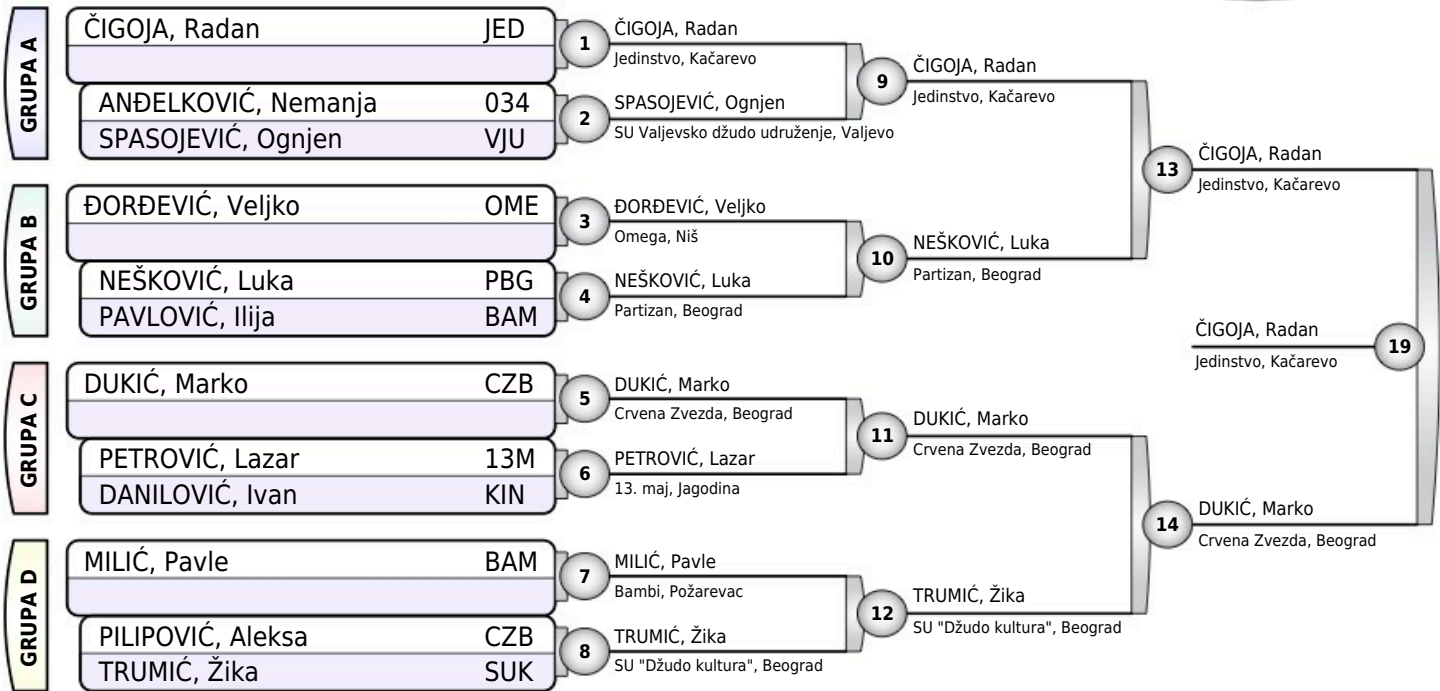 GRUPA A
ČIGOJA, Radan JED
ANĐELKOVIĆ, Nemanja 034
SPASOJEVIĆ, Ognjen VJU
1
ČIGOJA, Radan
Jedinstvo, Kačarevo
2
SPASOJEVIĆ, Ognjen
SU Valjevsko džudo udruženje, Valjevo
9
ČIGOJA, Radan
Jedinstvo, Kačarevo
GRUPA B
ĐORĐEVIĆ, Veljko OME
NEŠKOVIĆ, Luka PBG
PAVLOVIĆ, Ilija BAM
3
ĐORĐEVIĆ, Veljko
Omega, Niš
4
NEŠKOVIĆ, Luka
Partizan, Beograd
10
NEŠKOVIĆ, Luka
Partizan, Beograd
13
ČIGOJA, Radan
Jedinstvo, Kačarevo
GRUPA C
DUKIĆ, Marko CZB
PETROVIĆ, Lazar 13M
DANILOVIĆ, Ivan KIN
5
DUKIĆ, Marko
Crvena Zvezda, Beograd
6
PETROVIĆ, Lazar
13. maj, Jagodina
11
DUKIĆ, Marko
Crvena Zvezda, Beograd
GRUPA D
MILIĆ, Pavle BAM
PILIPOVIĆ, Aleksa CZB
TRUMIĆ, Žika SUK
7
MILIĆ, Pavle
Bambi, Požarevac
8
TRUMIĆ, Žika
SU "Džudo kultura", Beograd
12
TRUMIĆ, Žika
SU "Džudo kultura", Beograd
14
DUKIĆ, Marko
Crvena Zvezda, Beograd
ČIGOJA, Radan
Jedinstvo, Kačarevo
19